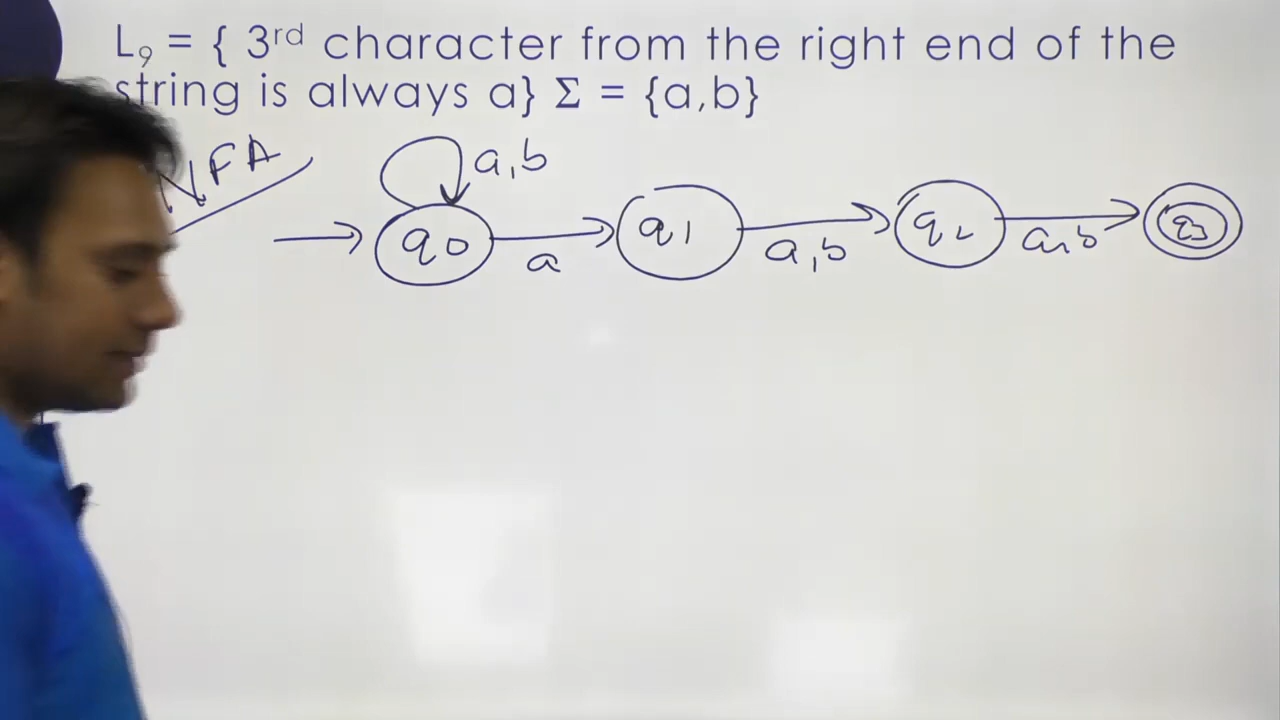 L₉ = { 3ʳᵈ character from the right end of the
string is always a} Σ = {a,b}
NFA
a,b
q0 a q1 a,b q2 a,b q3